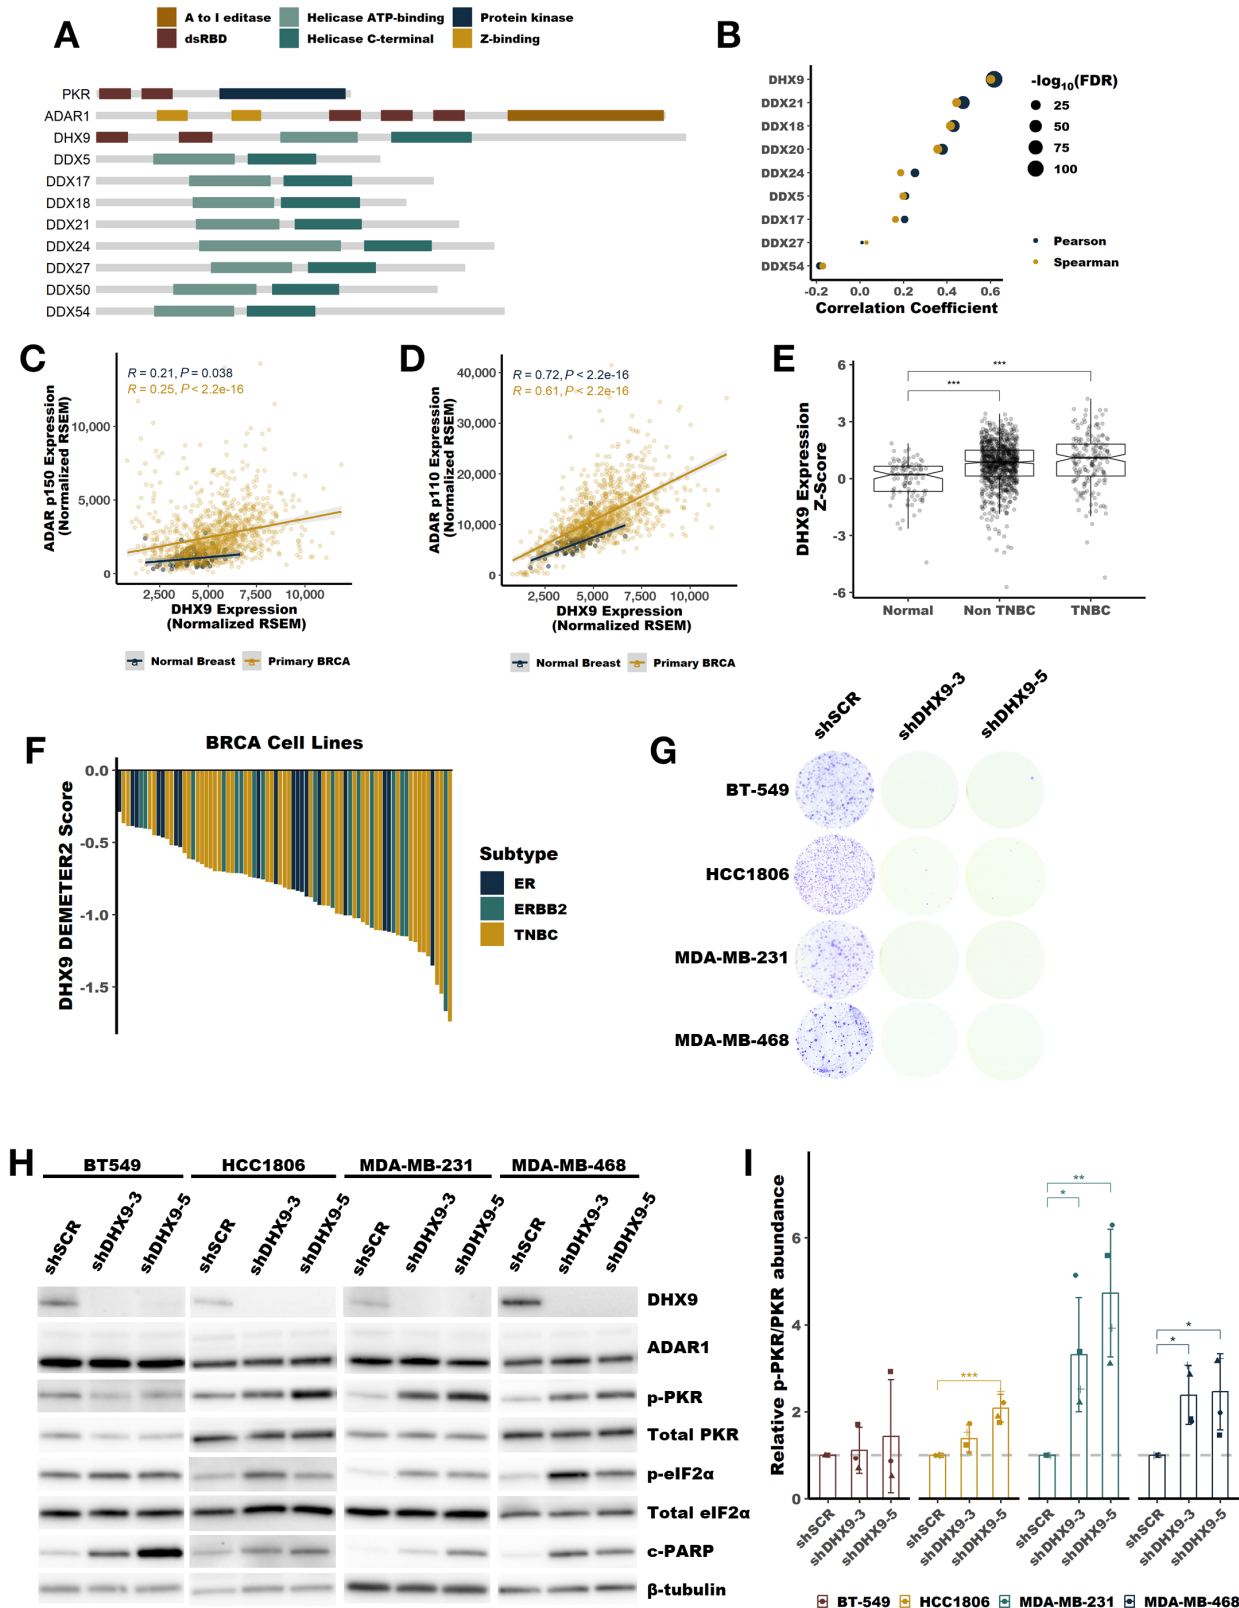 A
A to I editase
Helicase ATP-binding
Protein kinase
dsRBD
Helicase C-terminal
Z-binding
PKR
ADAR1
DHX9
DDX5
DDX17
DDX18
DDX21
DDX24
DDX27
DDX50
DDX54
B
DHX9
DDX21
DDX18
DDX20
DDX24
DDX5
DDX17
DDX27
DDX54
-0.2 0.0 0.2 0.4 0.6
Correlation Coefficient
-log10(FDR)
25
50
75
100
Pearson
Spearman
C
ADAR p150 Expression
(Normalized RSEM)
R = 0.21, P = 0.038
R = 0.25, P < 2.2e-16
10,000
5,000
0
2,500 5,000 7,500 10,000
DHX9 Expression
(Normalized RSEM)
Normal Breast Primary BRCA
D
ADAR p110 Expression
(Normalized RSEM)
R = 0.72, P < 2.2e-16
R = 0.61, P < 2.2e-16
40,000
30,000
20,000
10,000
0
2,500 5,000 7,500 10,000
DHX9 Expression
(Normalized RSEM)
Normal Breast Primary BRCA
E
DHX9 Expression
Z-Score
6
3
0
-3
-6
***
***
Normal Non TNBC TNBC
F
BRCA Cell Lines
DHX9 DEMETER2 Score
0.0
-0.5
-1.0
-1.5
Subtype
ER
ERBB2
TNBC
G
shSCR shDHX9-3 shDHX9-5
BT-549
HCC1806
MDA-MB-231
MDA-MB-468
H
BT549 HCC1806 MDA-MB-231 MDA-MB-468
shSCR shDHX9-3 shDHX9-5 shSCR shDHX9-3 shDHX9-5 shSCR shDHX9-3 shDHX9-5 shSCR shDHX9-3 shDHX9-5
DHX9
ADAR1
p-PKR
Total PKR
p-eIF2α
Total eIF2α
c-PARP
β-tubulin
I
Relative p-PKR/PKR abundance
6
4
2
0
***
**
*
*
*
shSCR shDHX9-3 shDHX9-5 shSCR shDHX9-3 shDHX9-5 shSCR shDHX9-3 shDHX9-5 shSCR shDHX9-3 shDHX9-5
BT-549 HCC1806 MDA-MB-231 MDA-MB-468